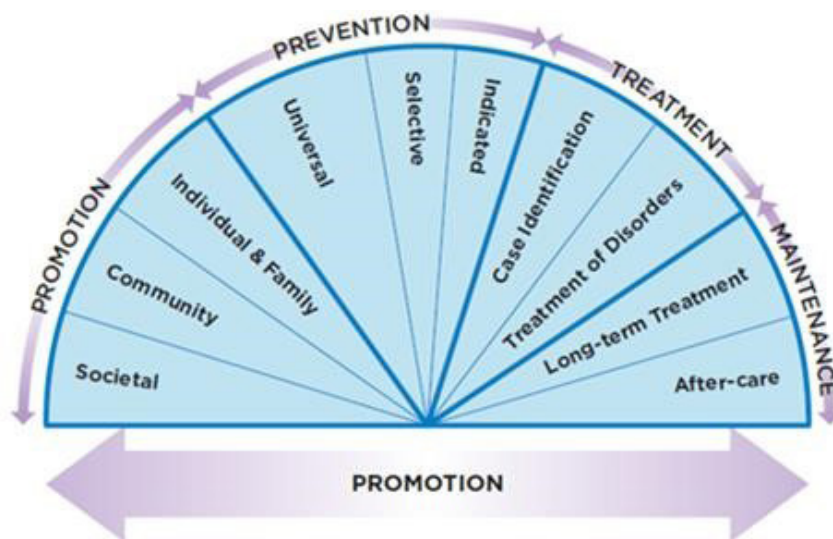 PROMOTION
PREVENTION
TREATMENT
MAINTENANCE
Societal
Community
Individual & Family
Universal
Selective
Indicated
Case Identification
Treatment of Disorders
Long-term Treatment
After-care
PROMOTION